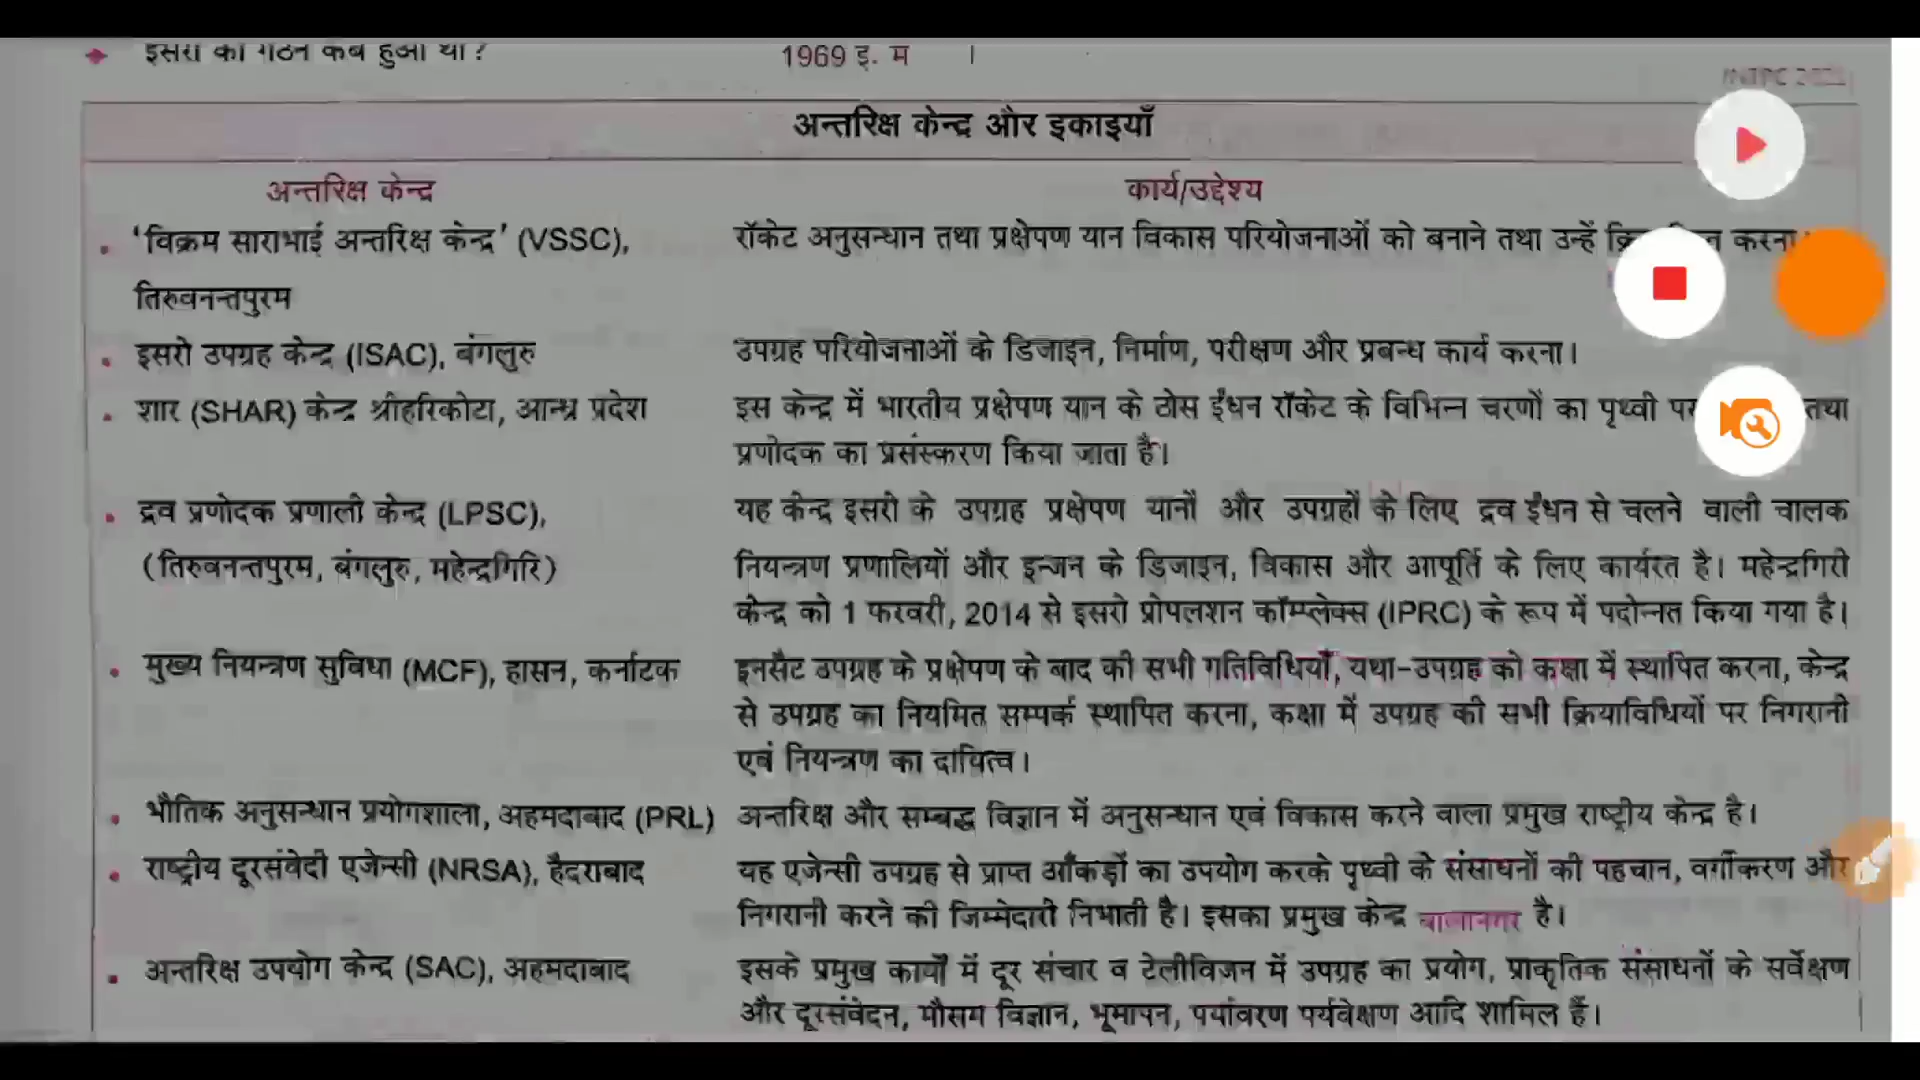 इसरो का गठन कब हुआ था? 1969 ई. में
अन्तरिक्ष केन्द्र और इकाइयाँ
अन्तरिक्ष केन्द्र कार्य/उद्देश्य
• 'विक्रम साराभाई अन्तरिक्ष केन्द्र' (VSSC), रॉकेट अनुसन्धान तथा प्रक्षेपण यान विकास परियोजनाओं को बनाने तथा उन्हें करना।
तिरुवनन्तपुरम
• इसरो उपग्रह केन्द्र (ISAC), बंगलुरु उपग्रह परियोजनाओं के डिजाइन, निर्माण, परीक्षण और प्रबन्ध कार्य करना।
• शार (SHAR) केन्द्र श्रीहरिकोटा, आन्ध्र प्रदेश इस केन्द्र में भारतीय प्रक्षेपण यान के ठोस ईंधन रॉकेट के विभिन्न चरणों का पृथ्वी पर तथा
प्रणोदक का प्रसंस्करण किया जाता है।
• द्रव प्रणोदक प्रणाली केन्द्र (LPSC), यह केन्द्र इसरो के उपग्रह प्रक्षेपण यानों और उपग्रहों के लिए द्रव ईंधन से चलने वाली चालक
(तिरुवनन्तपुरम, बंगलुरु, महेन्द्रगिरि) नियन्त्रण प्रणालियों और इन्जन के डिजाइन, विकास और आपूर्ति के लिए कार्यरत है। महेन्द्रगिरी
केन्द्र को 1 फरवरी, 2014 से इसरो प्रोपलशन कॉम्प्लेक्स (IPRC) के रूप में पदोन्नत किया गया है।
• मुख्य नियन्त्रण सुविधा (MCF), हासन, कर्नाटक इनसैट उपग्रह के प्रक्षेपण के बाद की सभी गतिविधियाँ, यथा-उपग्रह को कक्षा में स्थापित करना, केन्द्र
से उपग्रह का नियमित सम्पर्क स्थापित करना, कक्षा में उपग्रह की सभी क्रियाविधियों पर निगरानी
एवं नियन्त्रण का दायित्व।
• भौतिक अनुसन्धान प्रयोगशाला, अहमदाबाद (PRL) अन्तरिक्ष और सम्बद्ध विज्ञान में अनुसन्धान एवं विकास करने वाला प्रमुख राष्ट्रीय केन्द्र है।
• राष्ट्रीय दूरसंवेदी एजेन्सी (NRSA), हैदराबाद यह एजेन्सी उपग्रह से प्राप्त आँकड़ों का उपयोग करके पृथ्वी के संसाधनों की पहचान, वर्गीकरण और
निगरानी करने की जिम्मेदारी निभाती है। इसका प्रमुख केन्द्र बालानगर है।
• अन्तरिक्ष उपयोग केन्द्र (SAC), अहमदाबाद इसके प्रमुख कार्यों में दूर संचार व टेलीविजन में उपग्रह का प्रयोग, प्राकृतिक संसाधनों के सर्वेक्षण
और दूरसंवेदन, मौसम विज्ञान, भूमापन, पर्यावरण पर्यवेक्षण आदि शामिल हैं।